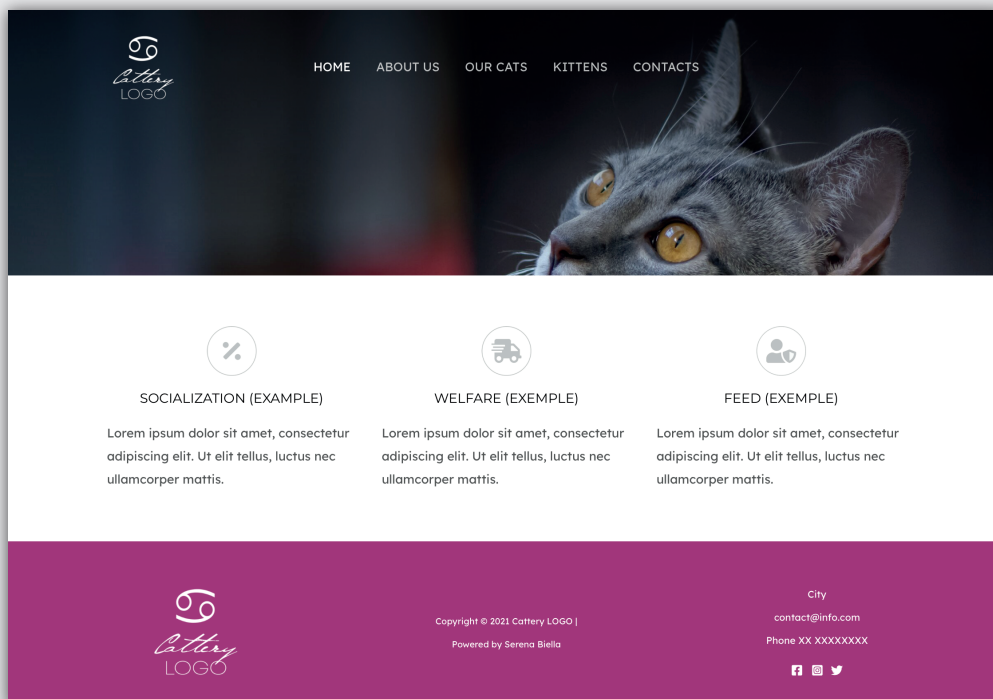 Cattery
LOGO
HOME ABOUT US OUR CATS KITTENS CONTACTS
SOCIALIZATION (EXAMPLE)
Lorem ipsum dolor sit amet, consectetur
adipiscing elit. Ut elit tellus, luctus nec
ullamcorper mattis.
WELFARE (EXEMPLE)
Lorem ipsum dolor sit amet, consectetur
adipiscing elit. Ut elit tellus, luctus nec
ullamcorper mattis.
FEED (EXEMPLE)
Lorem ipsum dolor sit amet, consectetur
adipiscing elit. Ut elit tellus, luctus nec
ullamcorper mattis.
Cattery
LOGO
Copyright © 2021 Cattery LOGO |
Powered by Serena Biella
City
contact@info.com
Phone XX XXXXXXXX